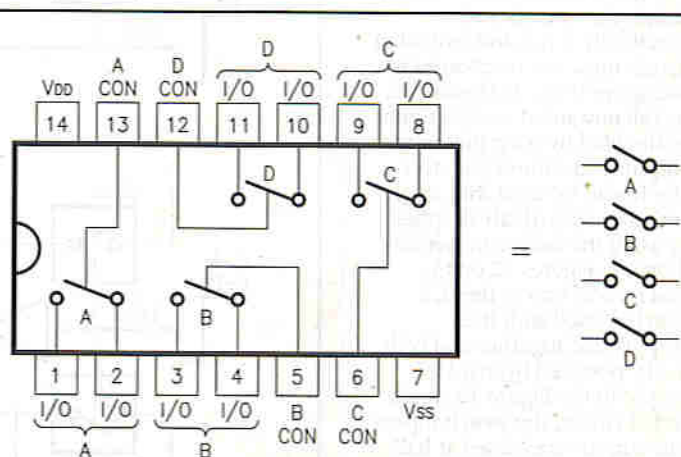 D C
A D I/O I/O I/O I/O
VDD CON CON
14 13 12 11 10 9 8
D C
A
A B
B
=
C
D
1 2 3 4 5 6 7
I/O I/O I/O I/O B C VSS
CON CON
A B